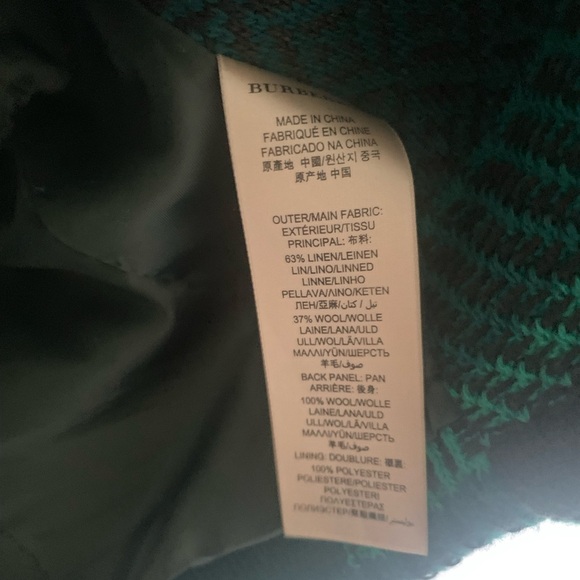 MADE IN CHINA
FABRIQUÉ EN CHINE
FABRICADO NA CHINA
原產地 中國/원산지 중국
原产地 中国
OUTER/MAIN FABRIC:
EXTÉRIEUR/TISSU
PRINCIPAL: 布料:
63% LINEN/LEINEN
LIN/LINO/LINNED
LINNE/LINHO
PELLAVA/ΛΙΝΟ/KETEN
ЛЕН/亞麻/كتان / نيل
37% WOOL/WOLLE
LAINE/LANA/ULD
ULL/WOL/LÃ/VILLA
ΜΑΛΛΙ/YÜN/ШЕРСТЬ
羊毛/صوف
BACK PANEL: PAN
ARRIÈRE: 後身:
100% WOOL/WOLLE
LAINE/LANA/ULD
ULL/WOL/LÃ/VILLA
ΜΑΛΛΙ/YÜN/ШЕРСТЬ
羊毛/صوف
LINING: DOUBLURE:
100% POLYESTER
POLIESTERE/POLIESTER
POLYESTERI
ΠΟΛΥΕΣΤΕΡΑΣ